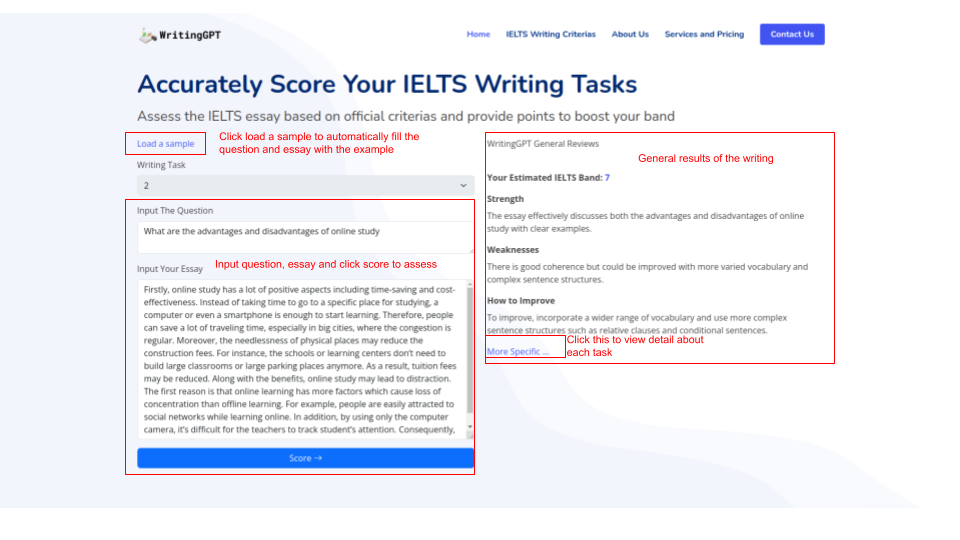 WritingGPT
Home IELTS Writing Criterias About Us Services and Pricing Contact Us
Accurately Score Your IELTS Writing Tasks
Assess the IELTS essay based on official criterias and provide points to boost your band
Load a sample
Click load a sample to automatically fill the
question and essay with the example
Writing Task
2
Input The Question
What are the advantages and disadvantages of online study
Input Your Essay
Input question, essay and click score to assess
Firstly, online study has a lot of positive aspects including time-saving and cost-
effectiveness. Instead of taking time to go to a specific place for studying, a
computer or even a smartphone is enough to start learning. Therefore, people
can save a lot of traveling time, especially in big cities, where the congestion is
regular. Moreover, the needlessness of physical places may reduce the
construction fees. For instance, the schools or learning centers don't need to
build large classrooms or large parking places anymore. As a result, tuition fees
may be reduced. Along with the benefits, online study may lead to distraction.
The first reason is that online learning has more factors which cause loss of
concentration than offline learning. For example, people are easily attracted to
social networks while learning online. In addition, by using only the computer
camera, it's difficult for the teachers to track student's attention. Consequently,
Score →
WritingGPT General Reviews
General results of the writing
Your Estimated IELTS Band: 7
Strength
The essay effectively discusses both the advantages and disadvantages of online
study with clear examples.
Weaknesses
There is good coherence but could be improved with more varied vocabulary and
complex sentence structures.
How to Improve
To improve, incorporate a wider range of vocabulary and use more complex
sentence structures such as relative clauses and conditional sentences.
More Specific ...
Click this to view detail about
each task